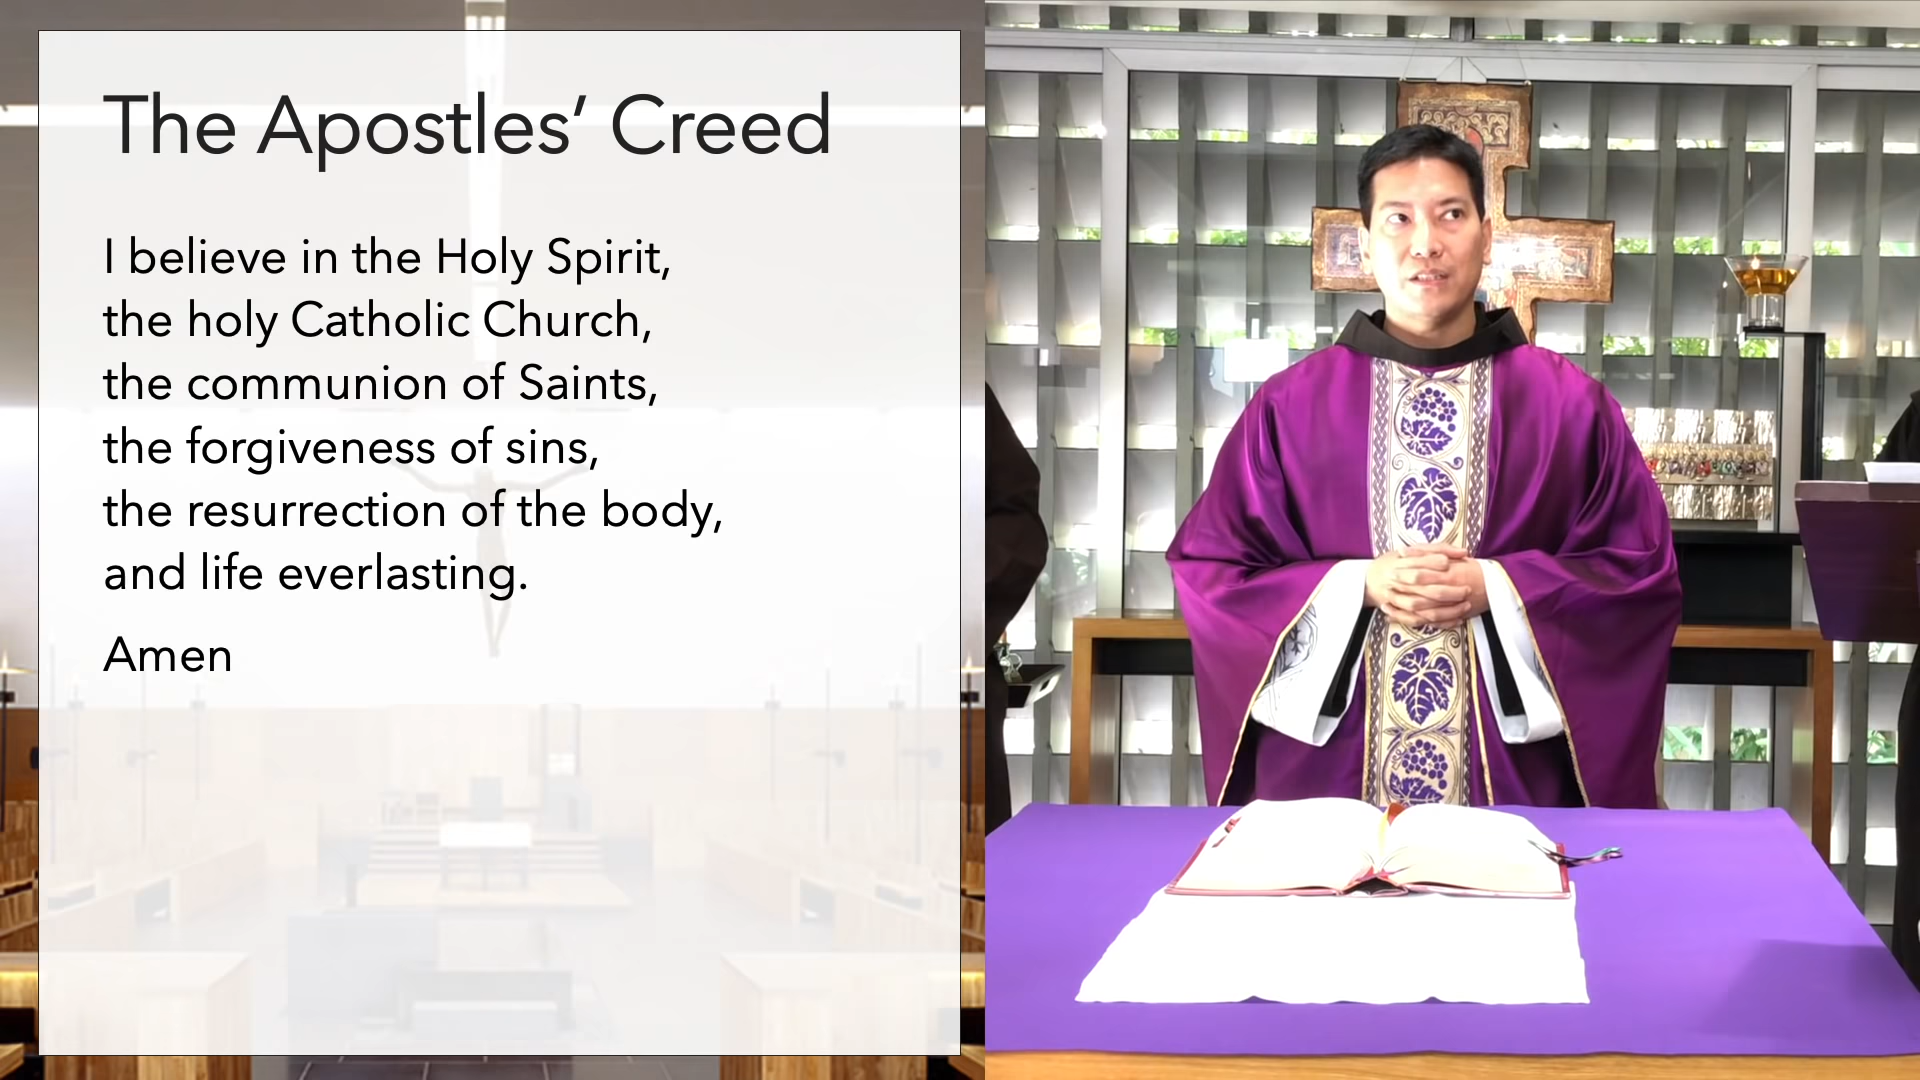 The Apostles’ Creed
I believe in the Holy Spirit,
the holy Catholic Church,
the communion of Saints,
the forgiveness of sins,
the resurrection of the body,
and life everlasting.
Amen